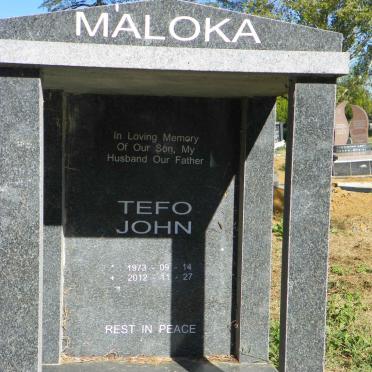 MALOKA
In Loving Memory
Of Our Son, My
Husband Our Father
TEFO
JOHN
* 1973 - 09 - 14
+ 2012 - 11 - 27
REST IN PEACE